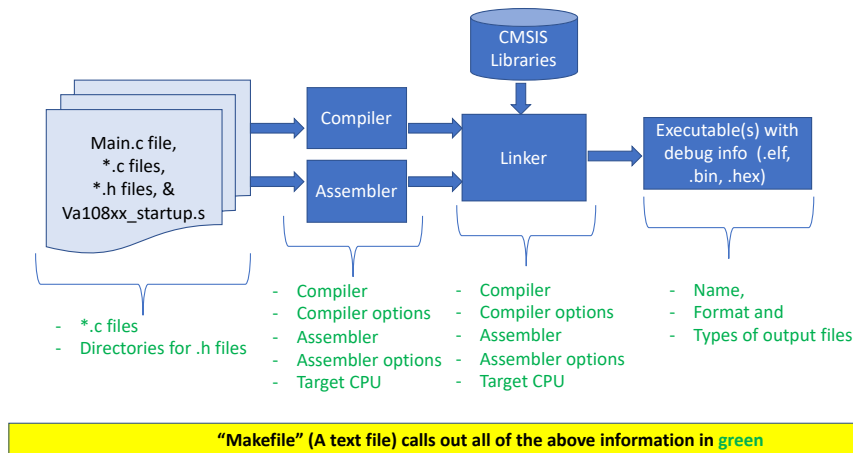 CMSIS
Libraries
Main.c file,
*.c files,
*.h files, &
Va108xx_startup.s
Compiler
Assembler
Linker
Executable(s) with
debug info  (.elf,
.bin, .hex)
- *.c files
- Directories for .h files
- Compiler
- Compiler options
- Assembler
- Assembler options
- Target CPU
- Compiler
- Compiler options
- Assembler
- Assembler options
- Target CPU
- Name,
- Format and
- Types of output files
“Makefile” (A text file) calls out all of the above information in green